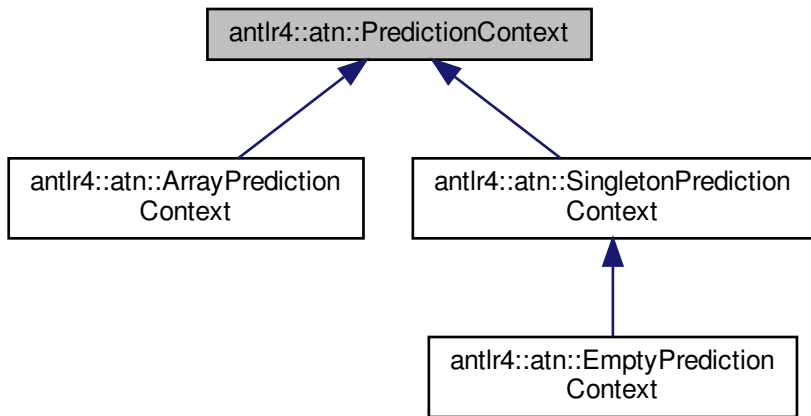 antlr4::atn::PredictionContext
antlr4::atn::ArrayPrediction
Context
antlr4::atn::SingletonPrediction
Context
antlr4::atn::EmptyPrediction
Context